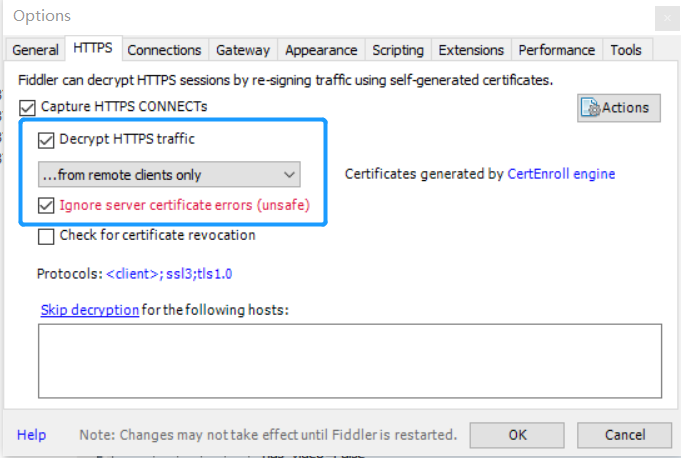 Options
x
General HTTPS Connections Gateway Appearance Scripting Extensions Performance Tools
Fiddler can decrypt HTTPS sessions by re-signing traffic using self-generated certificates.
Capture HTTPS CONNECTs
Actions
Decrypt HTTPS traffic
...from remote clients only
Certificates generated by CertEnroll engine
Ignore server certificate errors (unsafe)
Check for certificate revocation
Protocols: <client>; ssl3;tls1.0
Skip decryption for the following hosts:
Help Note: Changes may not take effect until Fiddler is restarted. OK Cancel